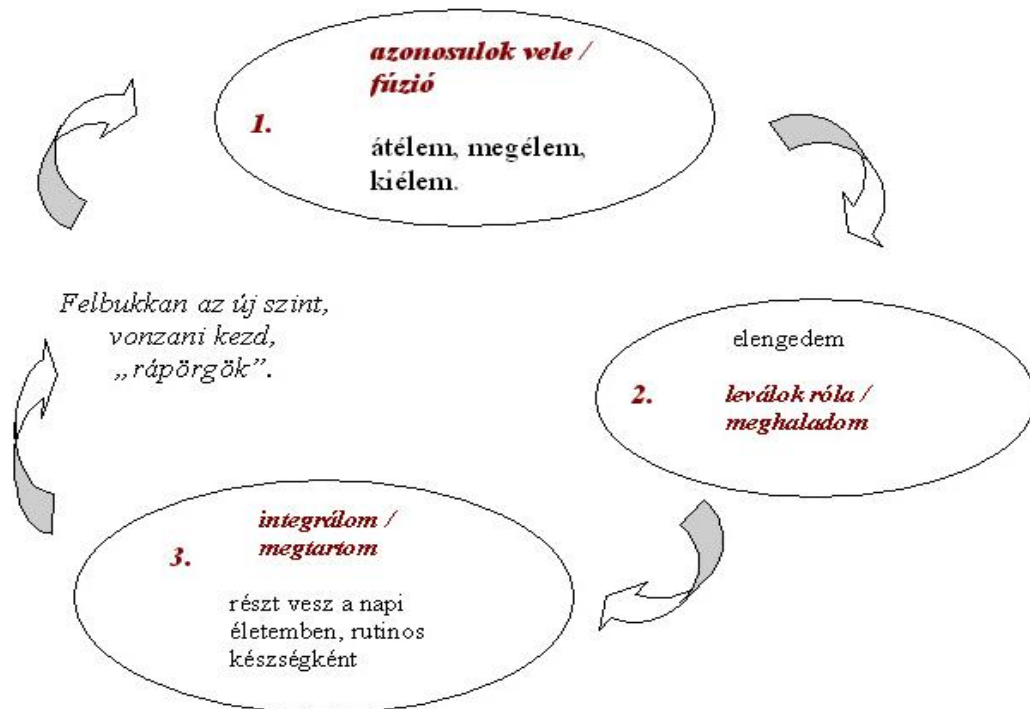 azonosulok vele /
fúzió
1.
átélem, megélem,
kiélem.
elengedem
2.
leválok róla /
meghaladom
integrálom /
megtartom
3.
részt vesz a napi
életemben, rutinos
készségként
Felbukkan az új szint,
vonzani kezd,
„rápörgök”.